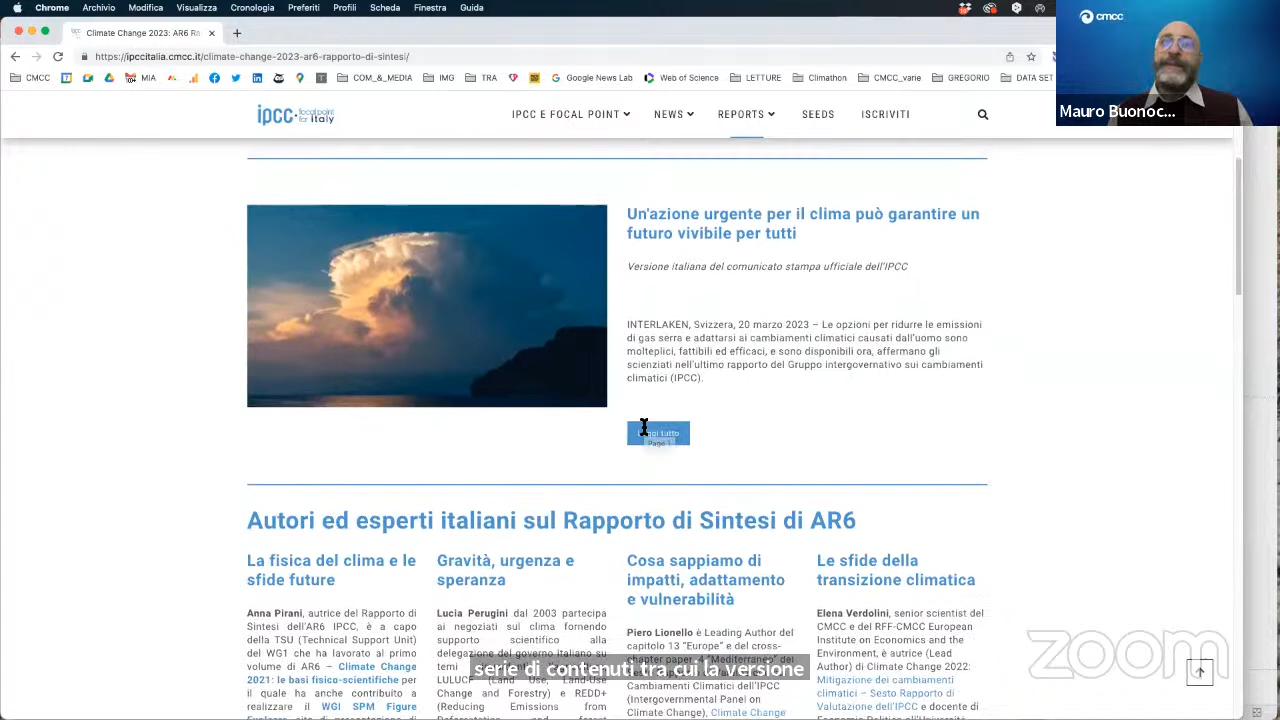 Chrome Archivio Modifica Visualizza Cronologia Preferiti Profili Scheda Finestra Guida
Climate Change 2023: AR6 Ra
https://ipccitalia.cmcc.it/climate-change-2023-ar6-rapporto-di-sintesi/
CMCC MIA COM_&_MEDIA IMG TRA Google News Lab Web of Science LETTURE Climathon CMCC_varie GREGORIO DATA SET
cmcc
Mauro Buonoc...
ipcc focal point for italy
IPCC E FOCAL POINT NEWS REPORTS SEEDS ISCRIVITI
Un'azione urgente per il clima può garantire un
futuro vivibile per tutti
Versione italiana del comunicato stampa ufficiale dell'IPCC
INTERLAKEN, Svizzera, 20 marzo 2023 – Le opzioni per ridurre le emissioni
di gas serra e adattarsi ai cambiamenti climatici causati dall'uomo sono
molteplici, fattibili ed efficaci, e sono disponibili ora, affermano gli
scienziati nell'ultimo rapporto del Gruppo intergovernativo sui cambiamenti
climatici (IPCC).
tutto
Page 1
Autori ed esperti italiani sul Rapporto di Sintesi di AR6
La fisica del clima e le
sfide future
Anna Pirani, autrice del Rapporto di
Sintesi dell'AR6 IPCC, è a capo
della TSU (Technical Support Unit)
del WG1 che ha lavorato al primo
volume di AR6 – Climate Change
2021: le basi fisico-scientifiche per
il quale ha anche contribuito a
realizzare il WGI SPM Figure
Gravità, urgenza e
speranza
Lucia Perugini dal 2003 partecipa
ai negoziati sul clima fornendo
supporto scientifico alla
delegazione del governo italiano su
temi
LULUCF (Land Use, Land-Use
Change and Forestry) e REDD+
(Reducing Emissions from
Cosa sappiamo di
impatti, adattamento
e vulnerabilità
Piero Lionello è Leading Author del
capitolo 13 "Europe" e del cross-
chapter paper 4 "Mediterraneo" del
Cambiamenti Climatici dell'IPCC
(Intergovernmental Panel on
Climate Change), Climate Change
Le sfide della
transizione climatica
Elena Verdolini, senior scientist del
CMCC e del RFF-CMCC European
Institute on Economics and the
Environment, è autrice (Lead
Author) di Climate Change 2022:
Mitigazione dei cambiamenti
climatici – Sesto Rapporto di
Valutazione dell'IPCC e docente di
serie di contenuti tra cui la versione
zoom